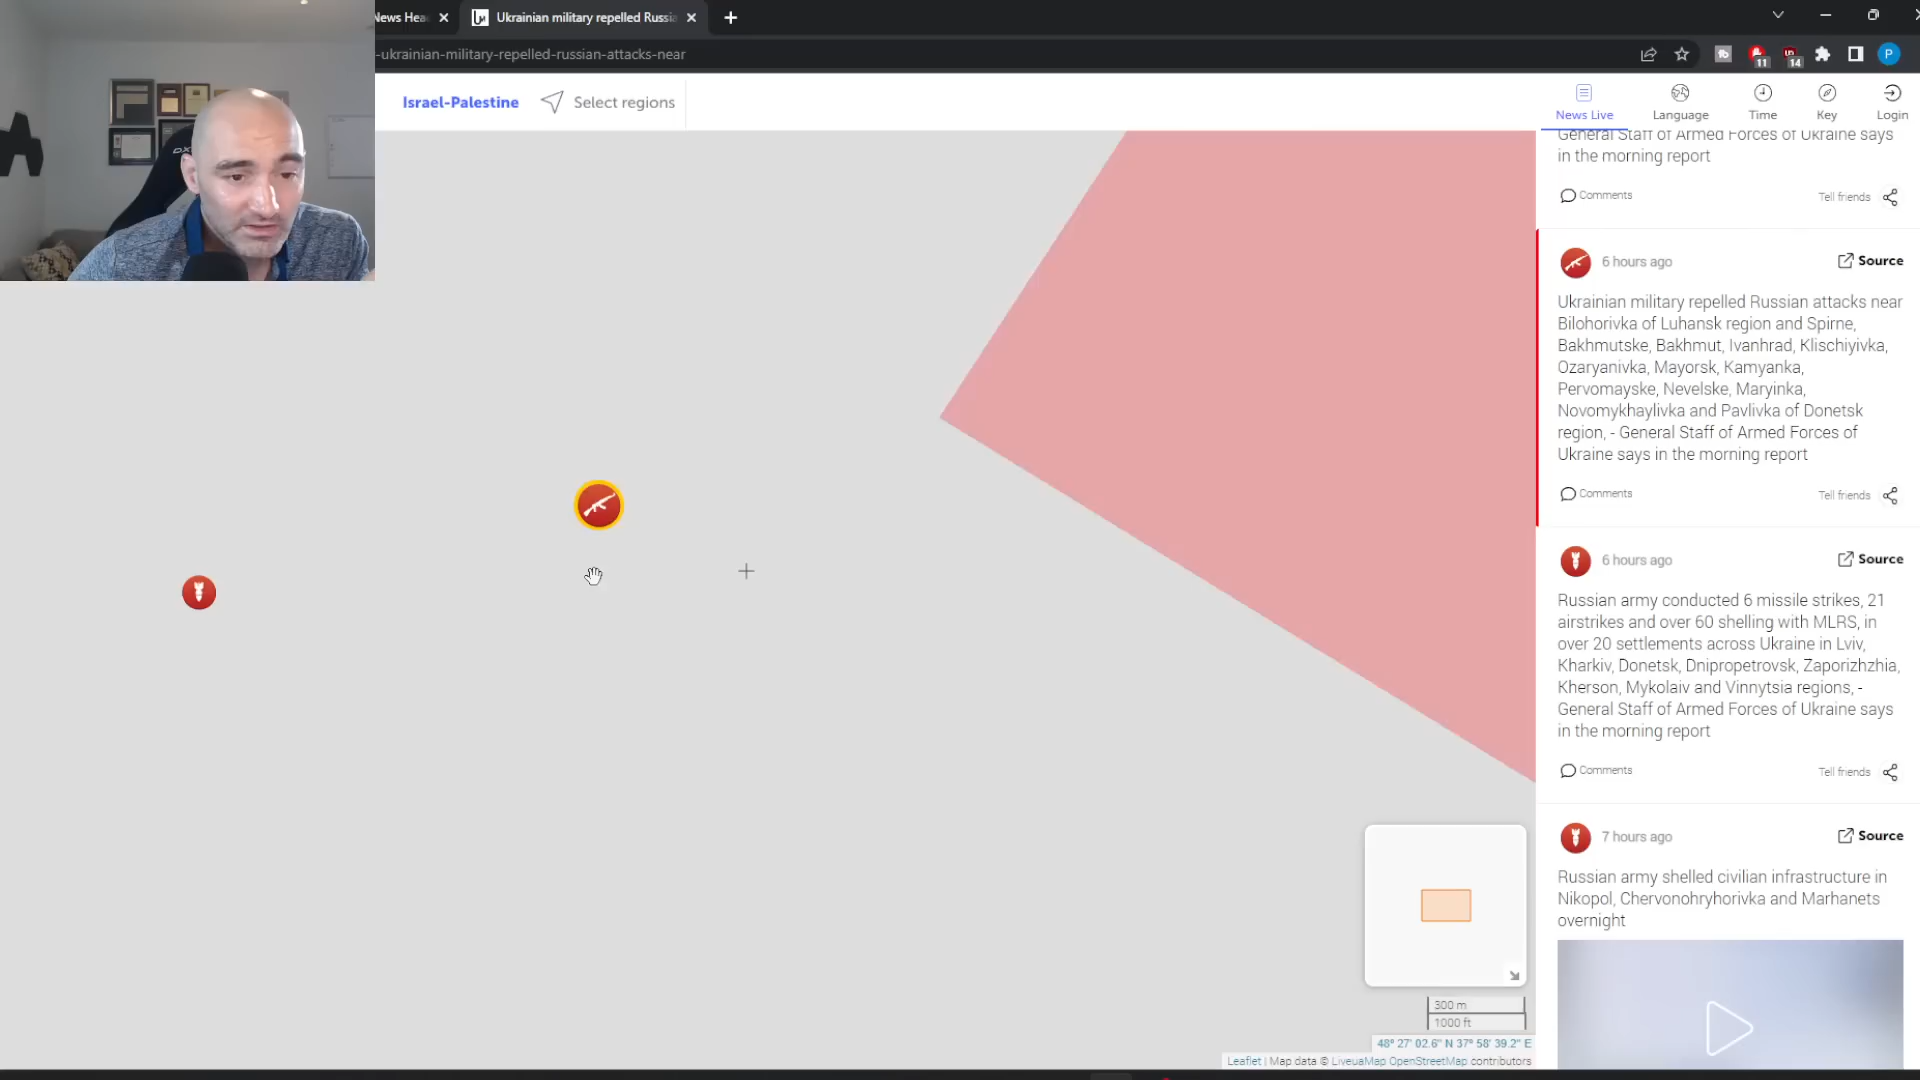 News Hea
Ukrainian military repelled Russia
-ukrainian-military-repelled-russian-attacks-near
11
14
P
Israel-Palestine
Select regions
News Live
Language
Time
Key
Login
General Staff of Armed Forces of Ukraine says
in the morning report
Comments
Tell friends
6 hours ago
Source
Ukrainian military repelled Russian attacks near
Bilohorivka of Luhansk region and Spirne,
Bakhmutske, Bakhmut, Ivanhrad, Klischiyivka,
Ozaryanivka, Mayorsk, Kamyanka,
Pervomayske, Nevelske, Maryinka,
Novomykhaylivka and Pavlivka of Donetsk
region, - General Staff of Armed Forces of
Ukraine says in the morning report
Comments
Tell friends
6 hours ago
Source
Russian army conducted 6 missile strikes, 21
airstrikes and over 60 shelling with MLRS, in
over 20 settlements across Ukraine in Lviv,
Kharkiv, Donetsk, Dnipropetrovsk, Zaporizhzhia,
Kherson, Mykolaiv and Vinnytsia regions, -
General Staff of Armed Forces of Ukraine says
in the morning report
Comments
Tell friends
7 hours ago
Source
Russian army shelled civilian infrastructure in
Nikopol, Chervonohryhorivka and Marhanets
overnight
300 m
1000 ft
48° 27' 02.6" N 37° 58' 39.2" E
Leaflet | Map data © LiveuaMap OpenStreetMap contributors